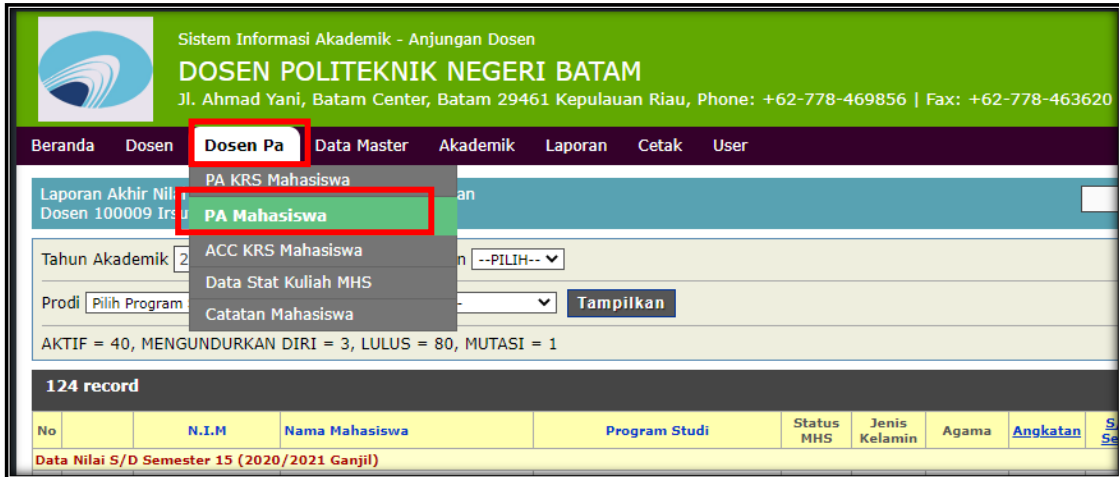 Sistem Informasi Akademik - Anjungan Dosen
DOSEN POLITEKNIK NEGERI BATAM
Jl. Ahmad Yani, Batam Center, Batam 29461 Kepulauan Riau, Phone: +62-778-469856 | Fax: +62-778-463620
Beranda Dosen Dosen Pa Data Master Akademik Laporan Cetak User
PA KRS Mahasiswa
Laporan Akhir an
Dosen 100009
PA Mahasiswa
ACC KRS Mahasiswa
Tahun Akademik 2 n --PILIH--
Data Stat Kuliah MHS
Prodi Pilih Program - Tampilkan
Catatan Mahasiswa
AKTIF = 40, MENGUNDURKAN DIRI = 3, LULUS = 80, MUTASI = 1
124 record
No N.I.M Nama Mahasiswa Program Studi Status MHS Jenis Kelamin Agama Angkatan
Data Nilai S/D Semester 15 (2020/2021 Ganjil)